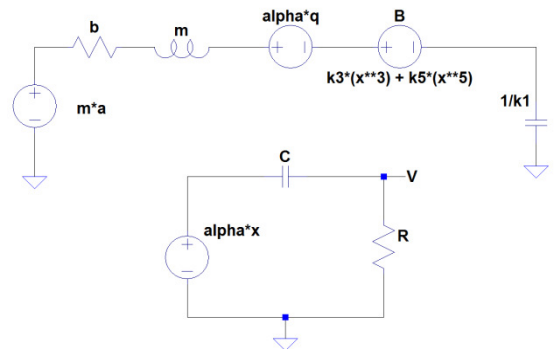 alpha*q
b
m
B
k3*(x**3) + k5*(x**5)
m*a
1/k1
C
V
alpha*x
R